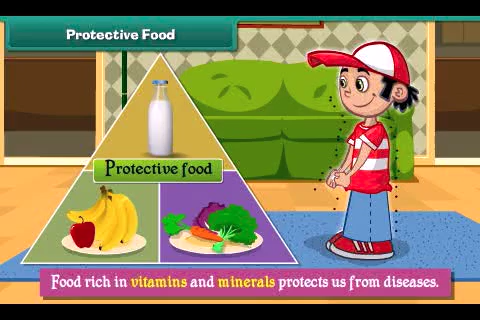 Protective Food
Protective food
Food rich in vitamins and minerals protects us from diseases.